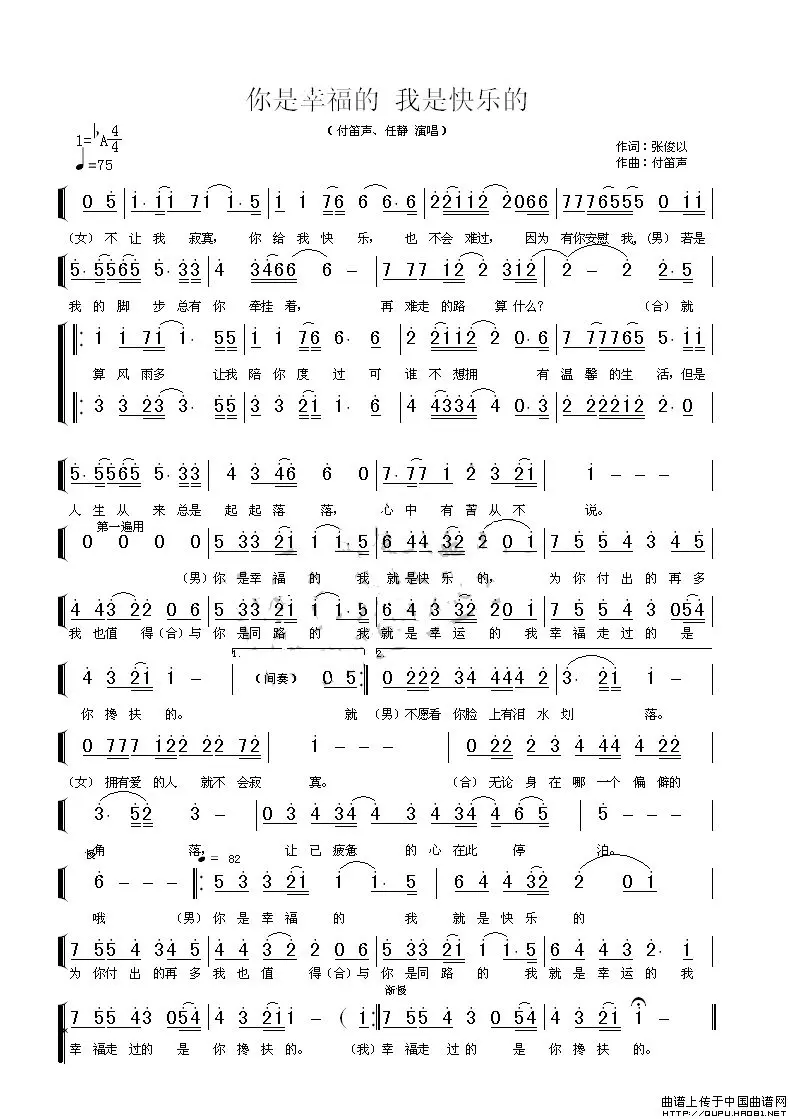 你是幸福的 我是快乐的
（付笛声、任静 演唱）
1=♭A 4/4
♩=75
作词：张俊以
作曲：付笛声
（女）不让我 寂寞， 你给我快 乐， 也 不会难过， 因为 有你安慰 我，（男）若是
我的脚 步总有你 牵挂着， 再难走的路 算什么？ （合）就
算风雨多 让我陪你度过可 谁不想拥 有温馨的生 活，但是
人生从 来总是 起起落 落， 心中 有苦从不 说。
第一遍用
（男）你是幸福 的 我 就是快乐 的， 为你付出的再多
我也值 得（合）与 你是同路 的 我 就是幸运 的我 幸福走过的是
1. 2.
（间奏）
你搀扶的。 就 （男）不愿看 你脸上有泪水划 落。
（女）拥有爱的人 就不会寂 寞。 （合）无论身在哪一个偏僻的
角 落， 让已疲惫 的心在此停 泊。
慢
♩= 82
哦 （男）你是幸福 的 我 就是快乐 的
为你付出的再多 我也值 得（合）与 你是同路 的 我 就是幸运的我
渐慢
幸福走过的 是 你搀扶的。 （我）幸福走过的 是 你搀扶的。
曲谱上传于中国曲谱网
http://QUPU.HAO81.NET